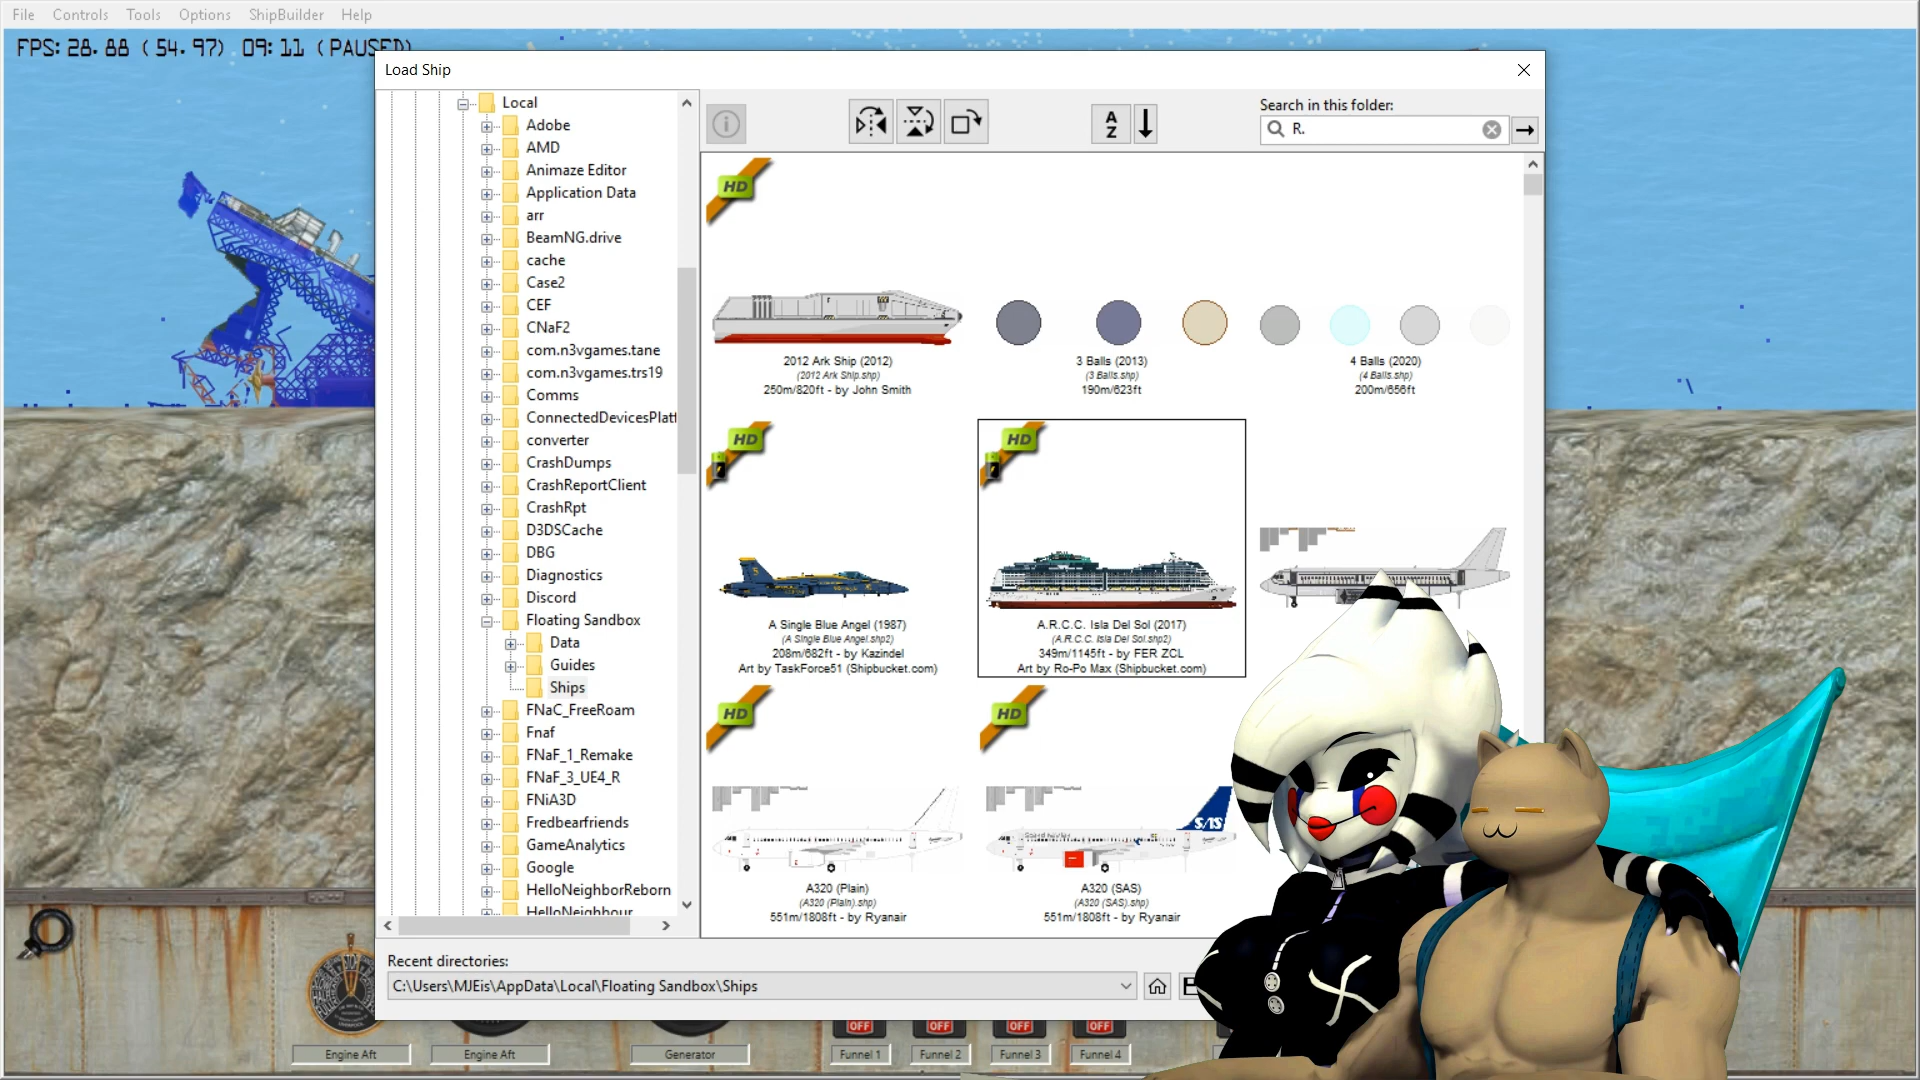 File Controls Tools Options ShipBuilder Help
FPS: 28.88 (54.97) 09:11 (PAUSED)
Load Ship
Local
Adobe
AMD
Animaze Editor
Application Data
arr
BeamNG.drive
cache
Case2
CEF
CNaF2
com.n3vgames.tane
com.n3vgames.trs19
Comms
ConnectedDevicesPlatf
converter
CrashDumps
CrashReportClient
CrashRpt
D3DSCache
DBG
Diagnostics
Discord
Floating Sandbox
Data
Guides
Ships
FNaC_FreeRoam
Fnaf
FNaF_1_Remake
FNaF_3_UE4_R
FNiA3D
Fredbearfriends
GameAnalytics
Google
HelloNeighborReborn
HelloNeighbour
A
Z
Search in this folder:
R.
HD
2012 Ark Ship (2012)
(2012 Ark Ship.shp)
250m/820ft - by John Smith
3 Balls (2013)
(3 Balls.shp)
190m/623ft
4 Balls (2020)
(4 Balls.shp)
200m/656ft
HD
A Single Blue Angel (1987)
(A Single Blue Angel.shp2)
208m/682ft - by Kazindel
Art by TaskForce51 (Shipbucket.com)
HD
A.R.C.C. Isla Del Sol (2017)
(A.R.C.C. Isla Del Sol.shp2)
349m/1145ft - by FER ZCL
Art by Ro-Po Max (Shipbucket.com)
HD
A320 (Plain)
(A320 (Plain).shp)
551m/1808ft - by Ryanair
HD
SAS
A320 (SAS)
(A320 (SAS).shp)
551m/1808ft - by Ryanair
Recent directories:
C:\Users\MJEis\AppData\Local\Floating Sandbox\Ships
OFF OFF OFF OFF
Engine Aft Engine Aft Generator Funnel 1 Funnel 2 Funnel 3 Funnel 4